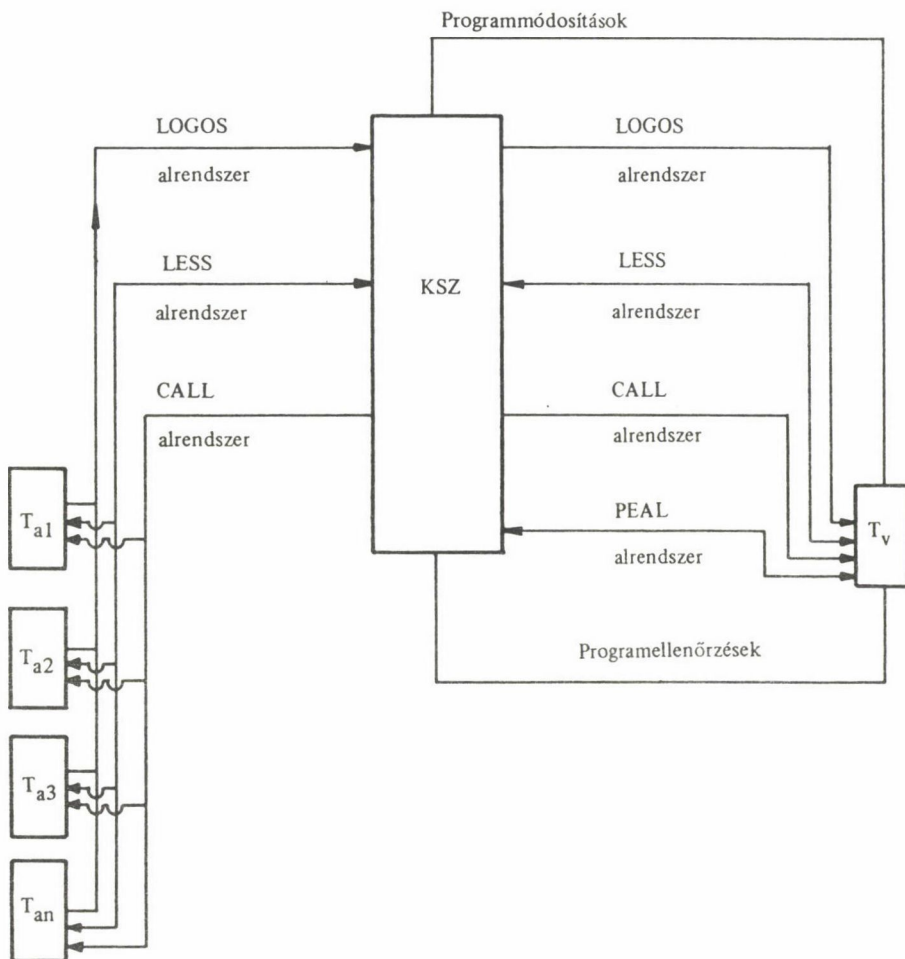 Programmódosítások
LOGOS
alrendszer
LOGOS
alrendszer
LESS
alrendszer
KSZ
LESS
alrendszer
CALL
alrendszer
CALL
alrendszer
PEAL
alrendszer
Ta1
Tv
Ta2
Programellenőrzések
Ta3
Tan